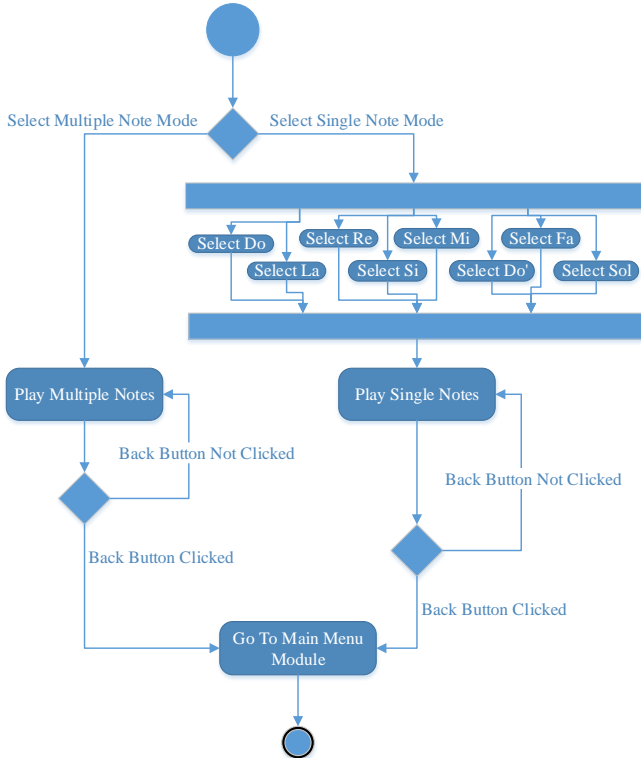 Select Multiple Note Mode
Select Single Note Mode
Select Do
Select Re
Select Mi
Select Fa
Select La
Select Si
Select Do'
Select Sol
Play Multiple Notes
Play Single Notes
Back Button Not Clicked
Back Button Not Clicked
Back Button Clicked
Back Button Clicked
Go To Main Menu
Module